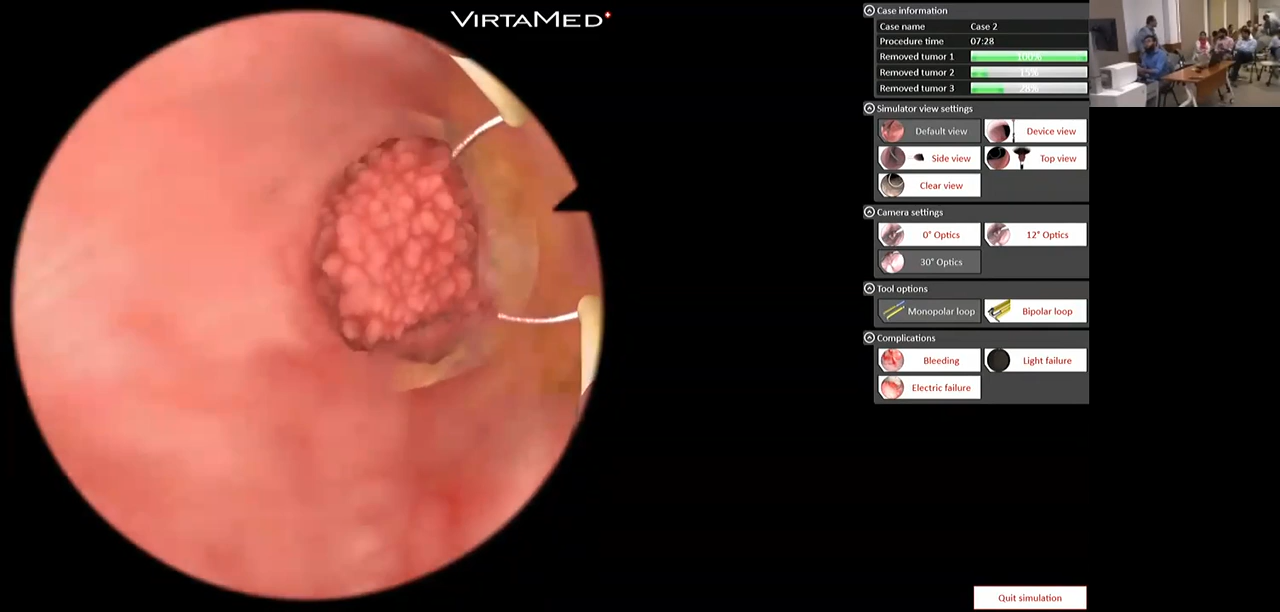 VIRTAMED
Case information
Case name Case 2
Procedure time 07:28
Removed tumor 1 100%
Removed tumor 2
Removed tumor 3
Simulator view settings
Default view Device view
Side view Top view
Clear view
Camera settings
0° Optics 12° Optics
30° Optics
Tool options
Monopolar loop Bipolar loop
Complications
Bleeding Light failure
Electric failure
Quit simulation